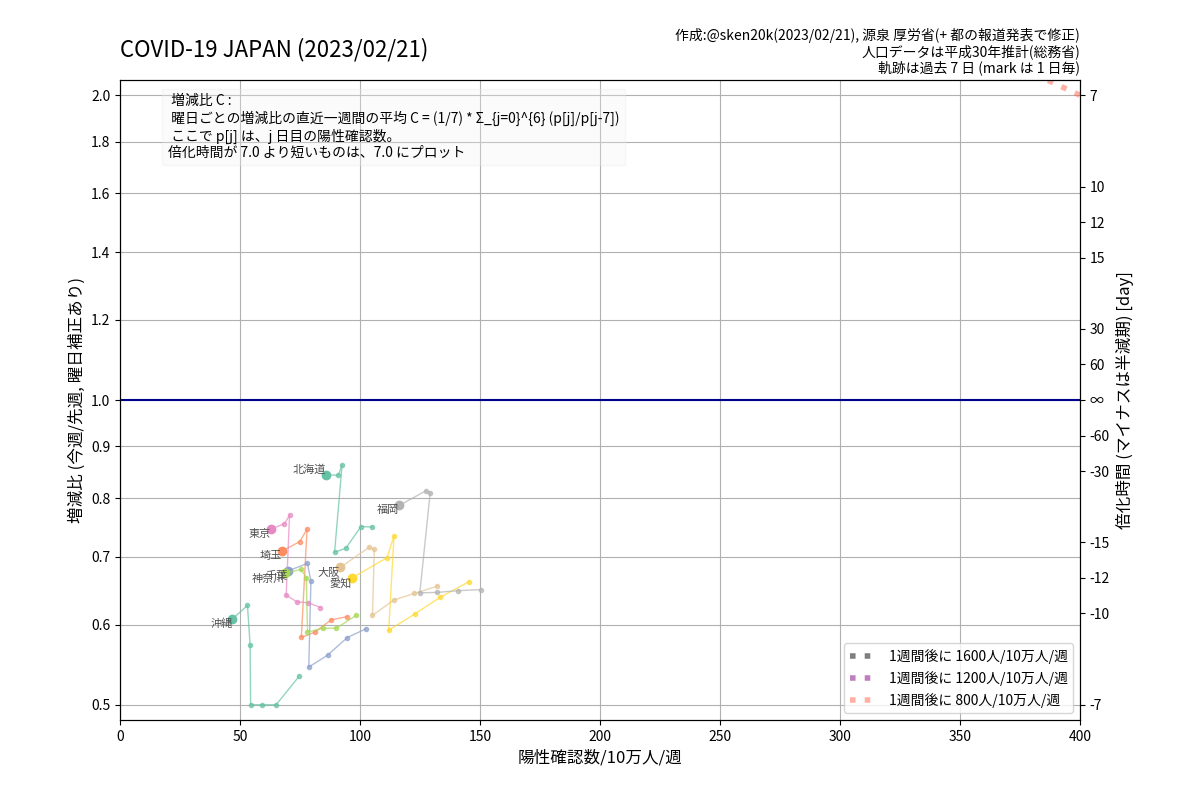 COVID-19 JAPAN (2023/02/21)
作成:@sken20k(2023/02/21), 源泉 厚労省(+ 都の報道発表で修正)
人口データは平成30年推計(総務省)
軌跡は過去 7 日 (mark は 1 日毎)
増減比 C :
曜日ごとの増減比の直近一週間の平均 C = (1/7) * Σ_{j=0}^{6} (p[j]/p[j-7])
ここで p[j] は、j 日目の陽性確認数。
倍化時間が 7.0 より短いものは、7.0 にプロット
2.0
1.8
1.6
1.4
1.2
1.0
0.9
0.8
0.7
0.6
0.5
増減比 (今週/先週, 曜日補正あり)
7
10
12
15
30
60
∞
-60
-30
-15
-12
-10
-7
倍化時間 (マイナスは半減期) [day]
北海道
福岡
東京
埼玉
千葉
神奈川
大阪
愛知
沖縄
1週間後に 1600人/10万人/週
1週間後に 1200人/10万人/週
1週間後に 800人/10万人/週
0 50 100 150 200 250 300 350 400
陽性確認数/10万人/週